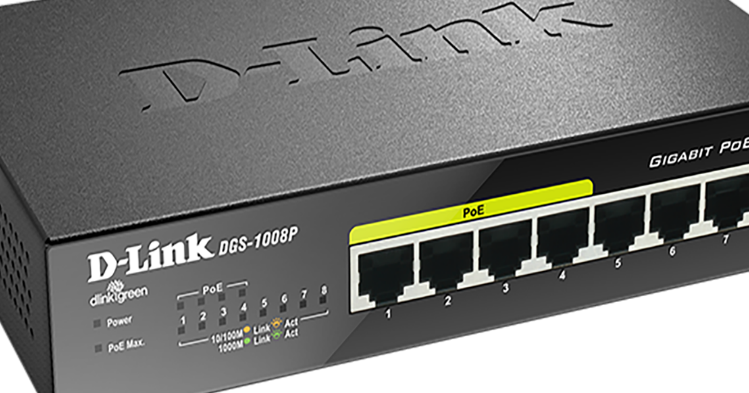 D-Link
GIGABIT POE
PoE
D-Link DGS-1008P
dlinkgreen
PoE
1 2 3 4 5 6 7 8
Power
10/100M Link Act
PoE Max.
1000M Link Act
1 2 3 4 5 6 7